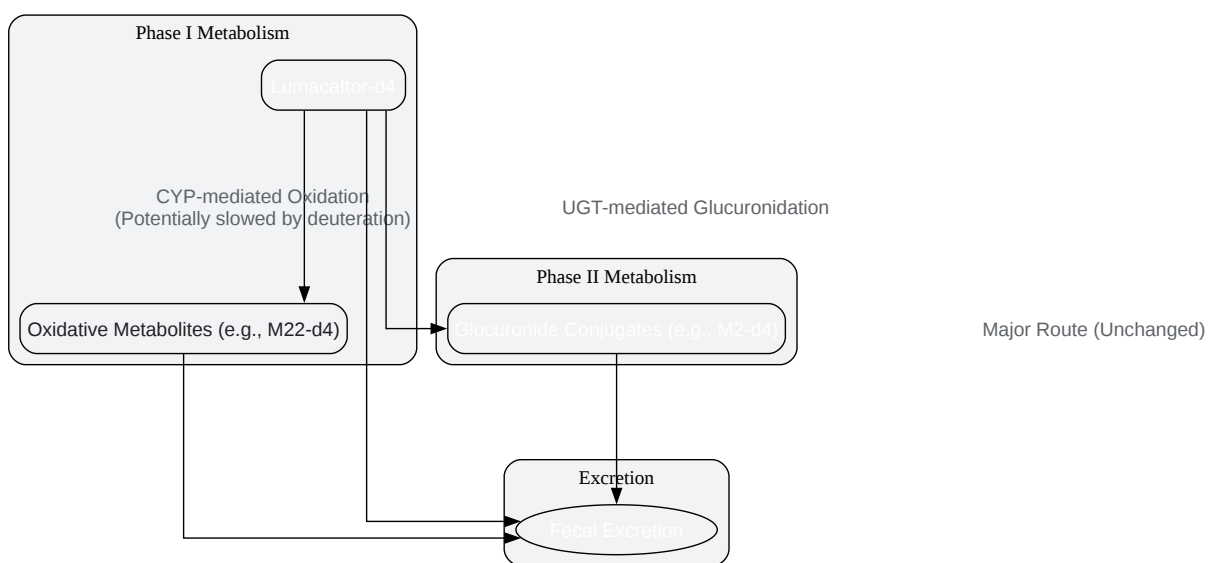 Phase I Metabolism
Lumacaftor-d4
CYP-mediated Oxidation
(Potentially slowed by deuteration)
UGT-mediated Glucuronidation
Phase II Metabolism
Oxidative Metabolites (e.g., M22-d4)
Glucuronide Conjugates (e.g., M2-d4)
Major Route (Unchanged)
Excretion
Fecal Excretion